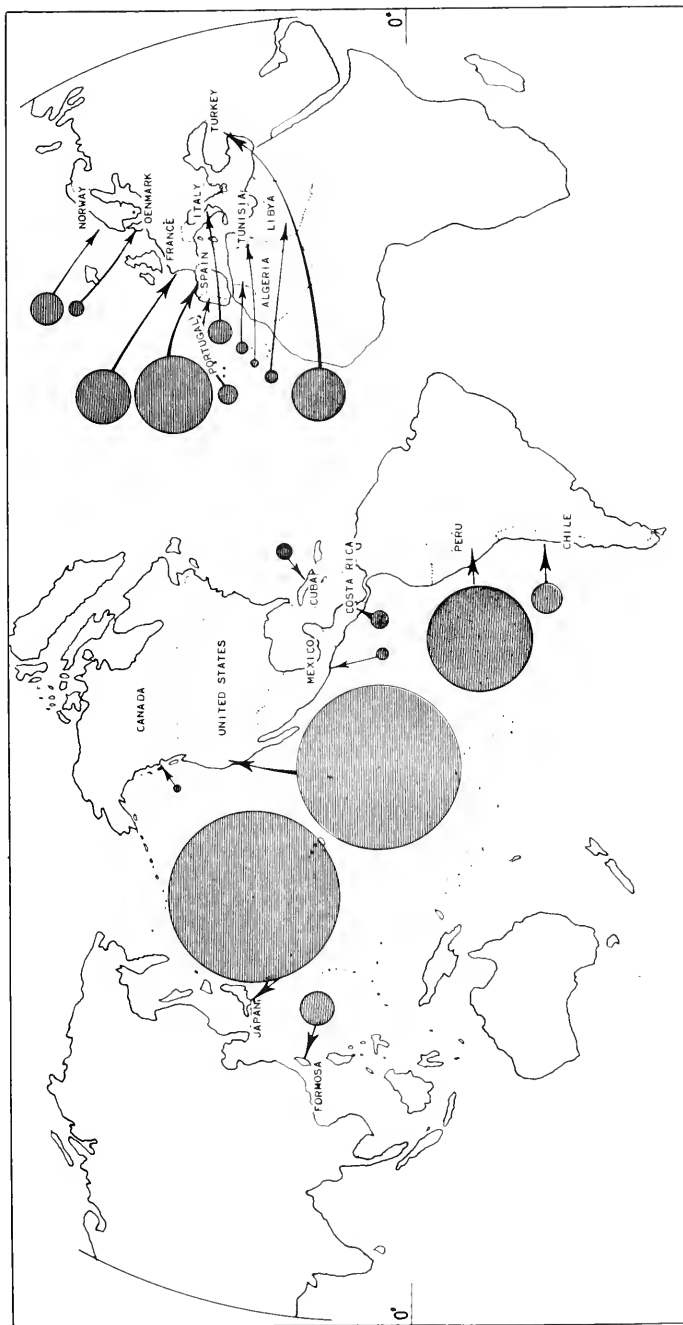 0°
NORWAY
DENMARK
FRANCE
ITALY
SPAIN
PORTUGAL
TURKEY
TUNISIA
ALGERIA
LIBYA
CANADA
UNITED STATES
MEXICO
CUBA
COSTA RICA
PERU
CHILE
JAPAN
FORMOSA
0°